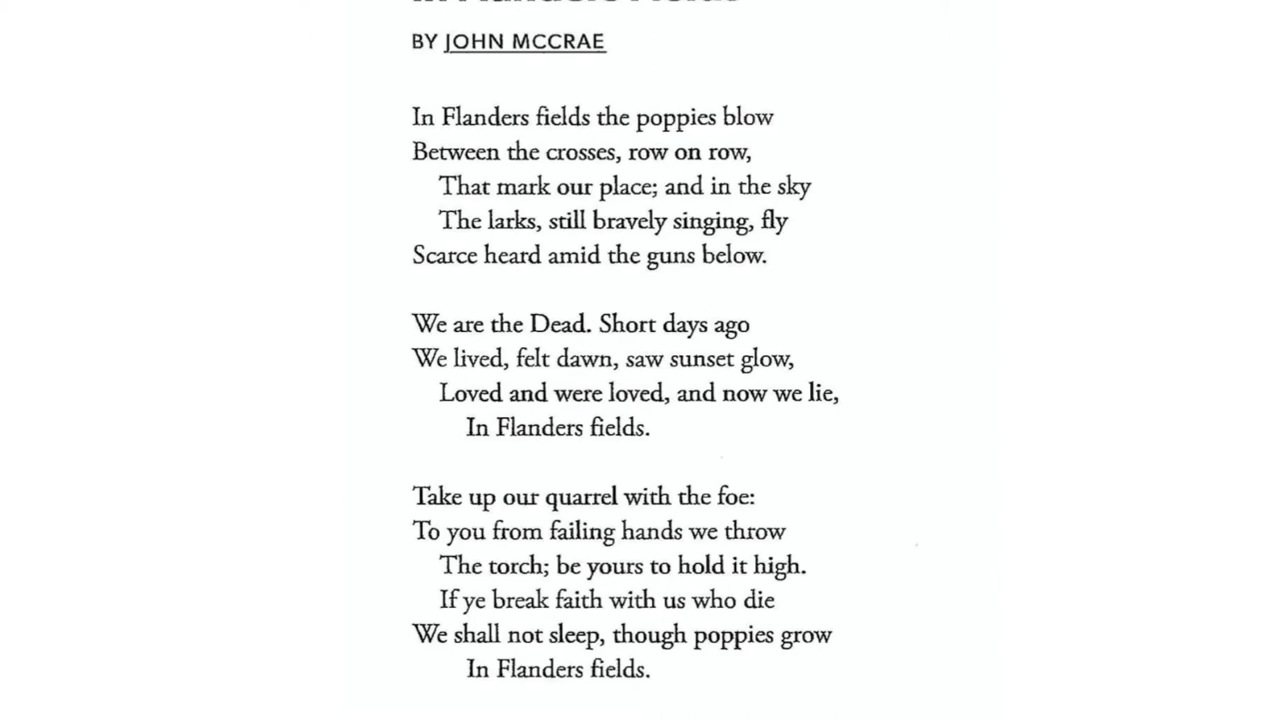 In Flanders Fields
BY JOHN MCCRAE
In Flanders fields the poppies blow
Between the crosses, row on row,
That mark our place; and in the sky
The larks, still bravely singing, fly
Scarce heard amid the guns below.
We are the Dead. Short days ago
We lived, felt dawn, saw sunset glow,
Loved and were loved, and now we lie,
In Flanders fields.
Take up our quarrel with the foe:
To you from failing hands we throw
The torch; be yours to hold it high.
If ye break faith with us who die
We shall not sleep, though poppies grow
In Flanders fields.